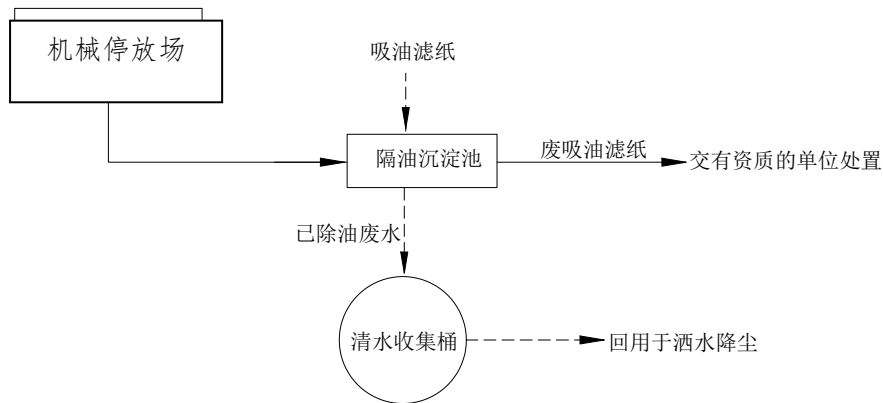 机械停放场
吸油滤纸
隔油沉淀池
废吸油滤纸
交有资质的单位处置
已除油废水
清水收集桶
回用于洒水降尘